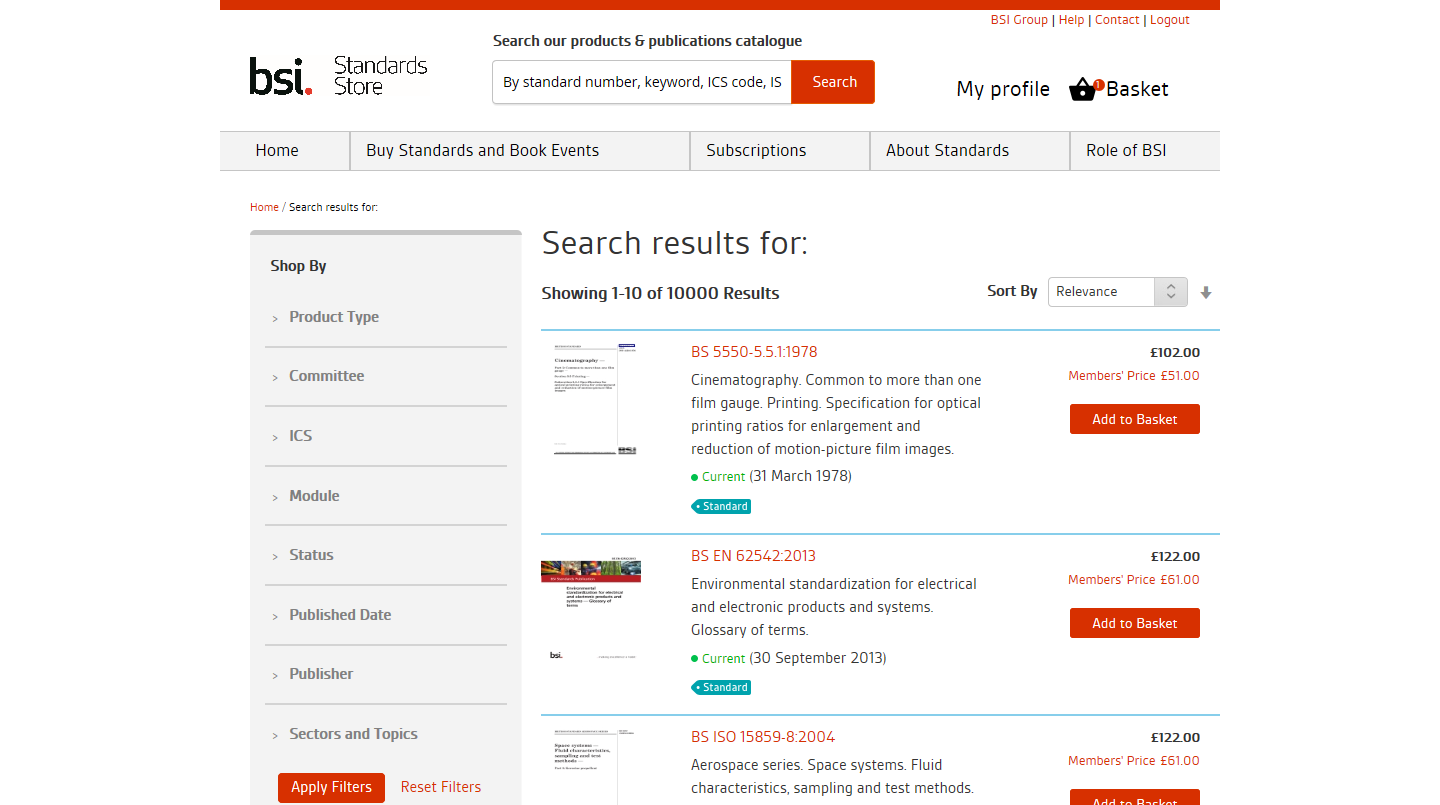 BSI Group | Help | Contact | Logout
Search our products & publications catalogue
bsi. Standards Store
By standard number, keyword, ICS code, IS
Search
My profile
1
Basket
Home
Buy Standards and Book Events
Subscriptions
About Standards
Role of BSI
Home / Search results for:
Shop By
> Product Type
> Committee
> ICS
> Module
> Status
> Published Date
> Publisher
> Sectors and Topics
Apply Filters
Reset Filters
Search results for:
Showing 1-10 of 10000 Results
Sort By
Relevance
BS 5550-5.5.1:1978
Cinematography. Common to more than one
film gauge. Printing. Specification for optical
printing ratios for enlargement and
reduction of motion-picture film images.
Current (31 March 1978)
Standard
£102.00
Members' Price £51.00
Add to Basket
BS EN 62542:2013
Environmental standardization for electrical
and electronic products and systems.
Glossary of terms.
Current (30 September 2013)
Standard
£122.00
Members' Price £61.00
Add to Basket
Environmental standardization for electrical
and electronic products and
systems — Glossary of
terms
bsi.
BS ISO 15859-8:2004
Aerospace series. Space systems. Fluid
characteristics, sampling and test methods.
£122.00
Members' Price £61.00
Add to Basket
Space systems —
Fluid characteristics,
sampling and test
methods —
Cinematography —
BSI